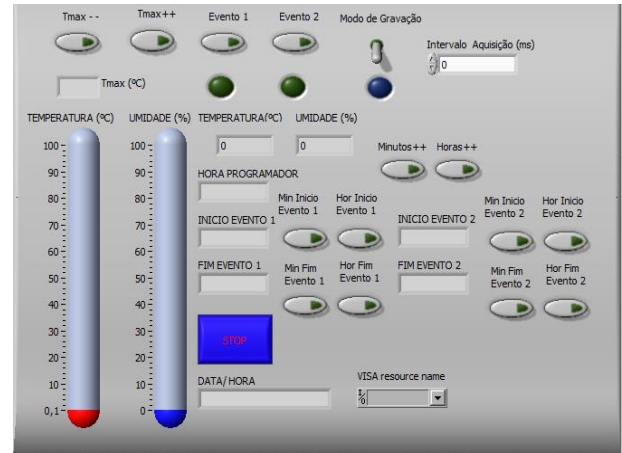 Tmax - -
Tmax++
Evento 1
Evento 2
Modo de Gravação
Intervalo Aquisição (ms)
0
Tmax (ºC)
TEMPERATURA (ºC)
UMIDADE (%)
TEMPERATURA(ºC)
UMIDADE (%)
0
0
100
90
80
70
60
50
40
30
20
10
0,1
100
90
80
70
60
50
40
30
20
10
0
Minutos++
Horas++
HORA PROGRAMADOR
INICIO EVENTO 1
Min Inicio
Evento 1
Hor Inicio
Evento 1
INICIO EVENTO 2
Min Inicio
Evento 2
Hor Inicio
Evento 2
FIM EVENTO 1
Min Fim
Evento 1
Hor Fim
Evento 1
FIM EVENTO 2
Min Fim
Evento 2
Hor Fim
Evento 2
STOP
DATA/HORA
VISA resource name
I/O